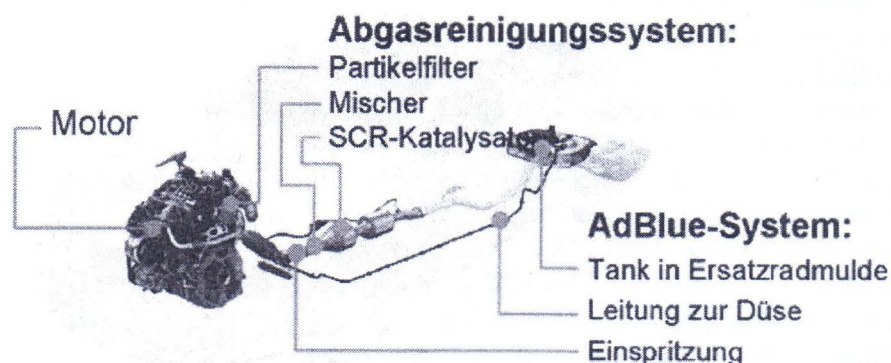 Abgasreinigungssystem:
Partikelfilter
Mischer
SCR-Katalysator
Motor
AdBlue-System:
Tank in Ersatzradmulde
Leitung zur Düse
Einspritzung